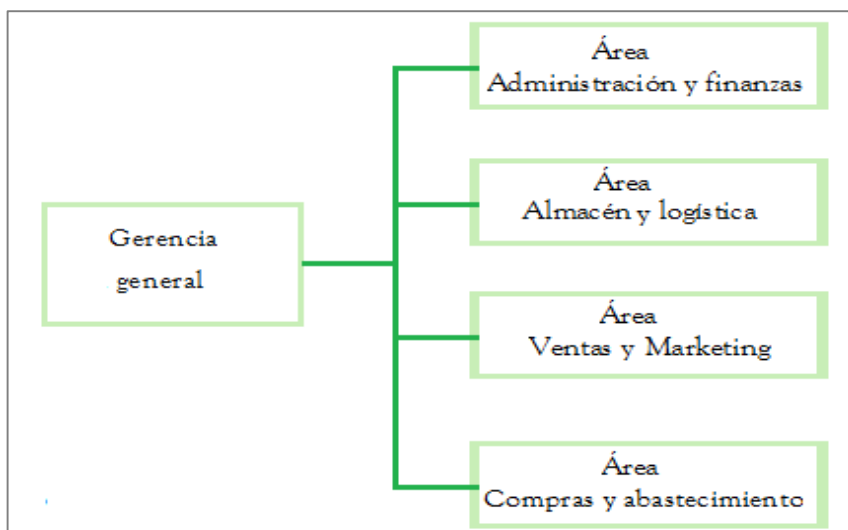 Gerencia
general
Área
Administración y finanzas
Área
Almacén y logística
Área
Ventas y Marketing
Área
Compras y abastecimiento